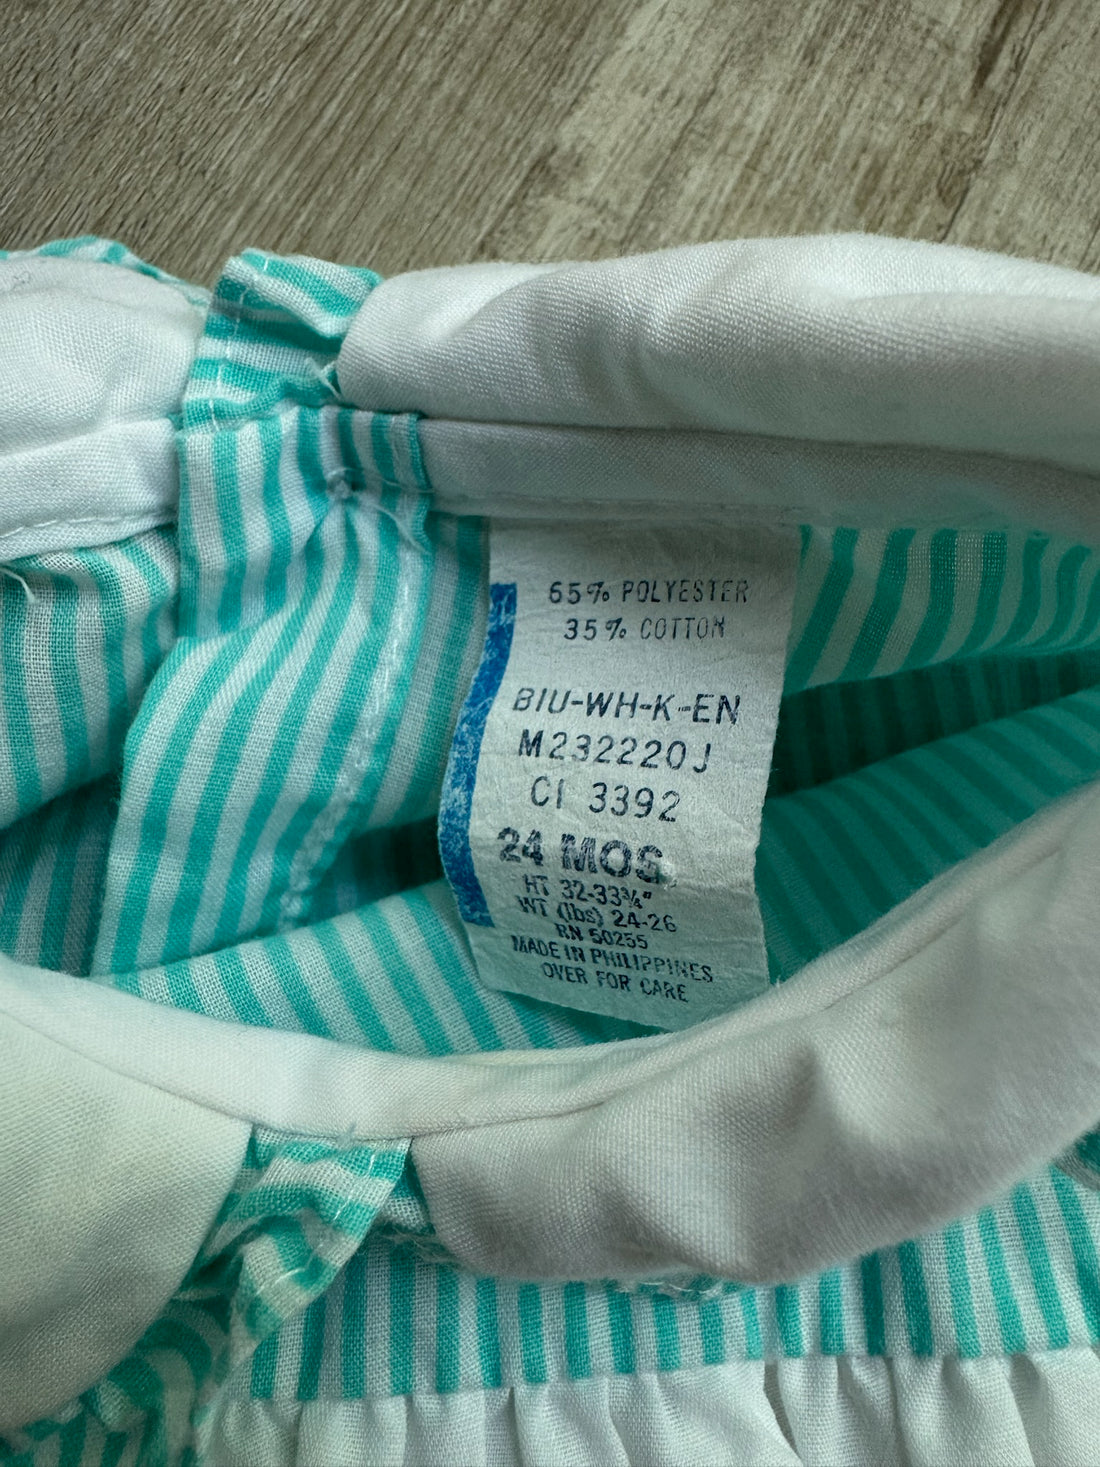 65% POLYESTER
35% COTTON
BIU-WH-K-EN
M232220J
CI 3392
24 MOS.
HT 32-33¾"
WT (lbs) 24-26
RN 50255
MADE IN PHILIPPINES
OVER FOR CARE